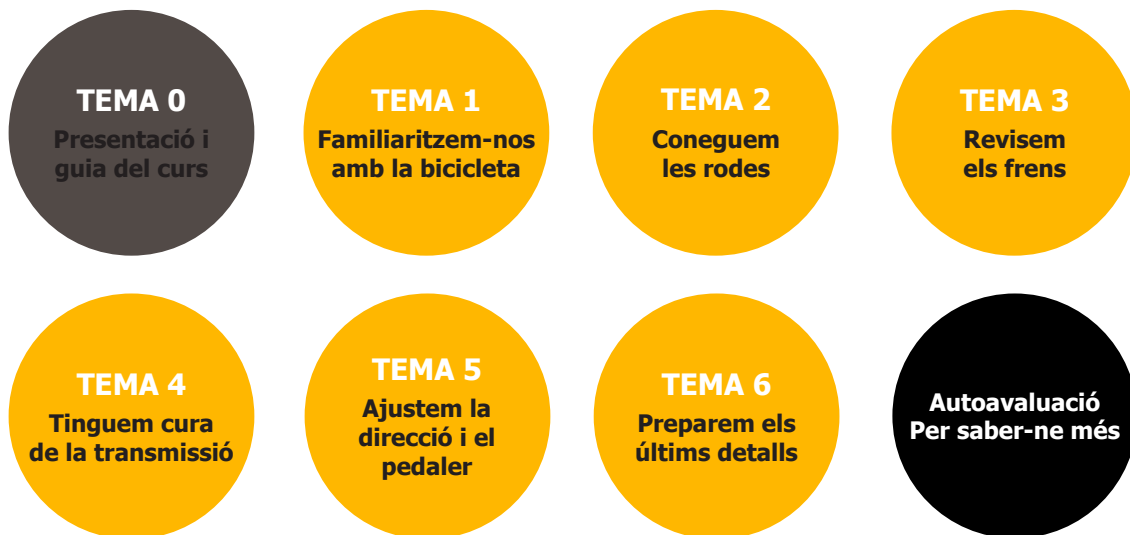 TEMA 0
Presentació i
guia del curs
TEMA 1
Familiaritzem-nos
amb la bicicleta
TEMA 2
Coneguem
les rodes
TEMA 3
Revisem
els frens
TEMA 4
Tinguem cura
de la transmissió
TEMA 5
Ajustem la
direcció i el
pedaler
TEMA 6
Preparem els
últims detalls
Autoavaluació
Per saber-ne més